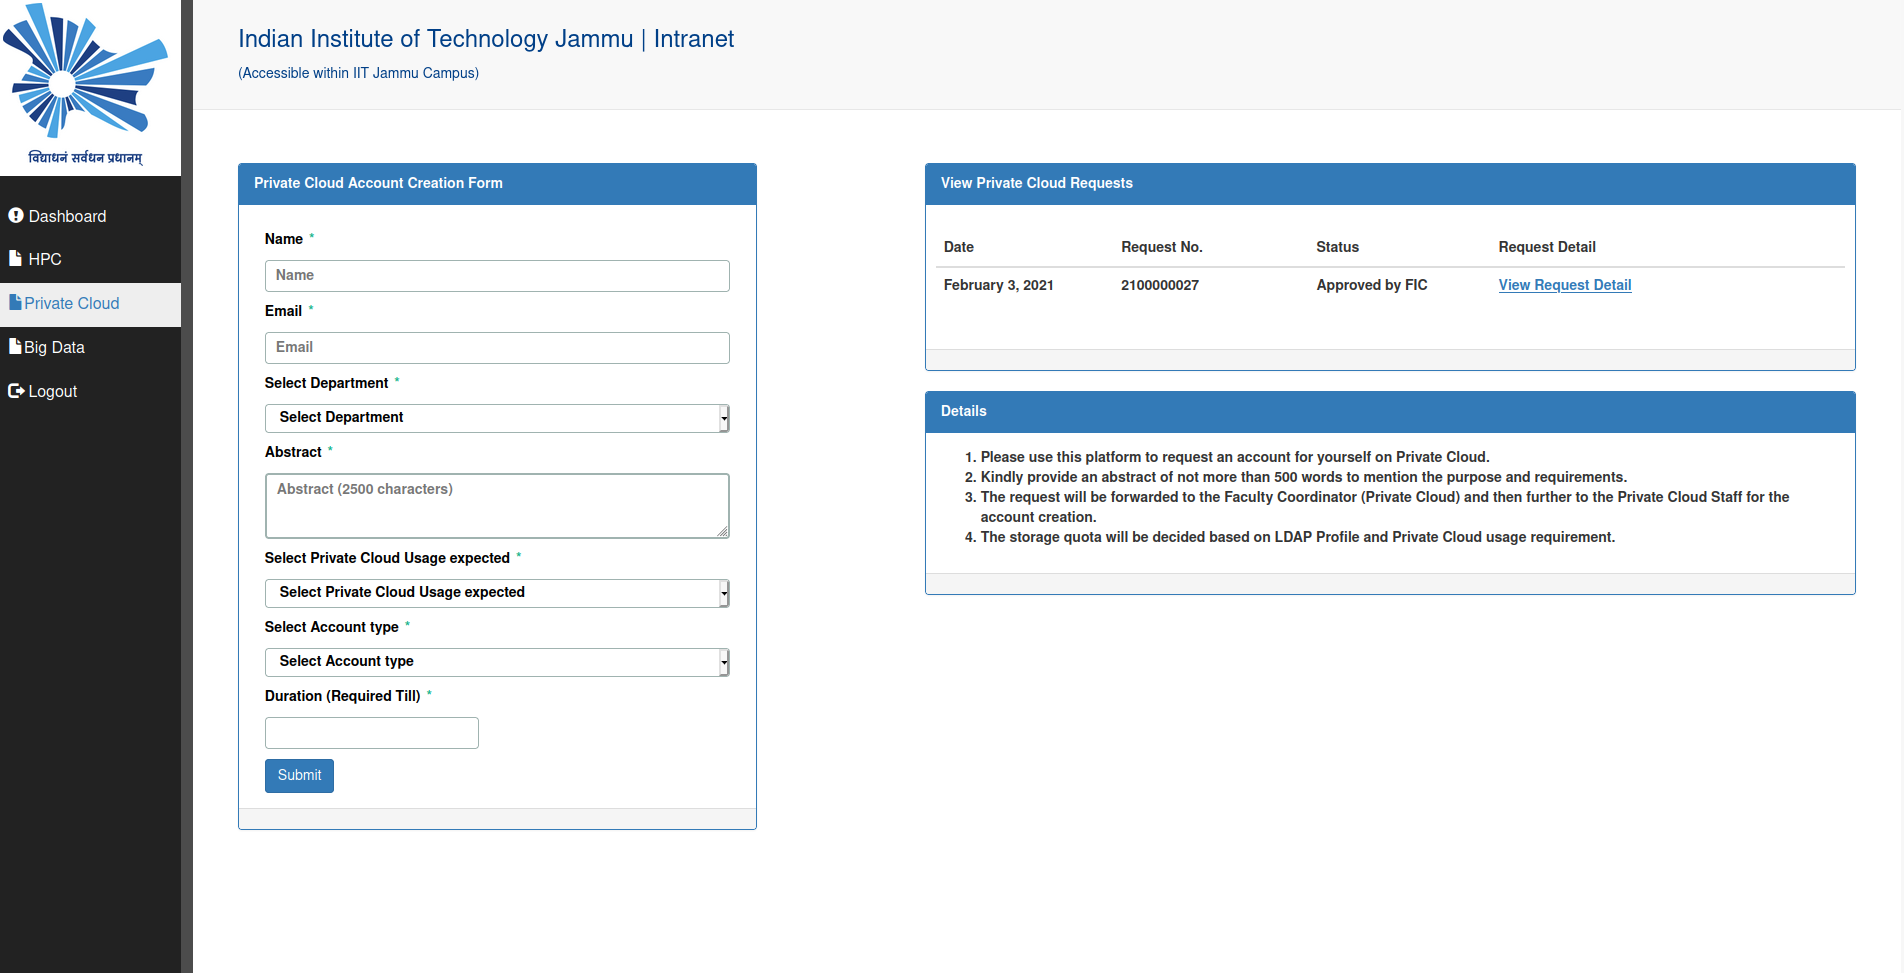 विद्याधनं सर्वधन प्रधानम्
Dashboard
HPC
Private Cloud
Big Data
Logout
Indian Institute of Technology Jammu | Intranet
(Accessible within IIT Jammu Campus)
Private Cloud Account Creation Form
Name *
Name
Email *
Email
Select Department *
Select Department
Abstract *
Abstract (2500 characters)
Select Private Cloud Usage expected *
Select Private Cloud Usage expected
Select Account type *
Select Account type
Duration (Required Till) *
Submit
View Private Cloud Requests
Date Request No. Status Request Detail
February 3, 2021 2100000027 Approved by FIC View Request Detail
Details
1. Please use this platform to request an account for yourself on Private Cloud.
2. Kindly provide an abstract of not more than 500 words to mention the purpose and requirements.
3. The request will be forwarded to the Faculty Coordinator (Private Cloud) and then further to the Private Cloud Staff for the
account creation.
4. The storage quota will be decided based on LDAP Profile and Private Cloud usage requirement.